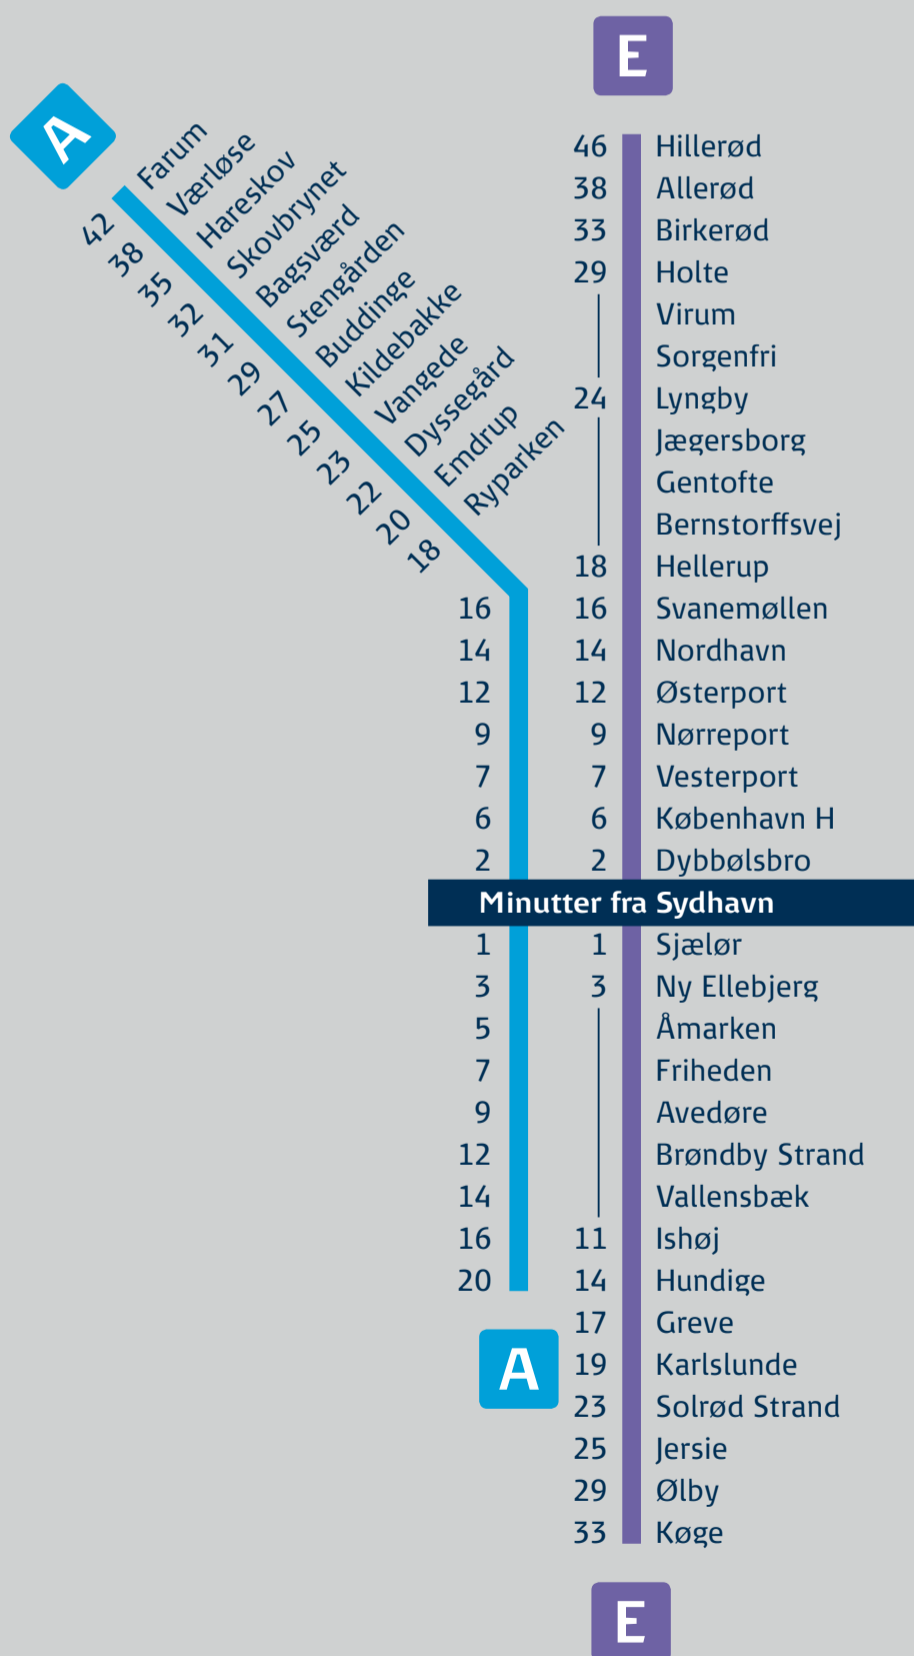 E
A
42 Farum
38 Værløse
35 Hareskov
32 Skovbrynet
31 Bagsværd
29 Stengården
27 Buddinge
25 Kildebakke
23 Vangede
22 Dyssegård
20 Emdrup
18 Ryparken
46 Hillerød
38 Allerød
33 Birkerød
29 Holte
Virum
Sorgenfri
24 Lyngby
Jægersborg
Gentofte
Bernstorffsvej
18 Hellerup
16 16 Svanemøllen
14 14 Nordhavn
12 12 Østerport
9 9 Nørreport
7 7 Vesterport
6 6 København H
2 2 Dybbølsbro
Minutter fra Sydhavn
1 1 Sjælør
3 3 Ny Ellebjerg
5 Åmarken
7 Friheden
9 Avedøre
12 Brøndby Strand
14 Vallensbæk
16 11 Ishøj
20 14 Hundige
17 Greve
A
19 Karlslunde
23 Solrød Strand
25 Jersie
29 Ølby
33 Køge
E